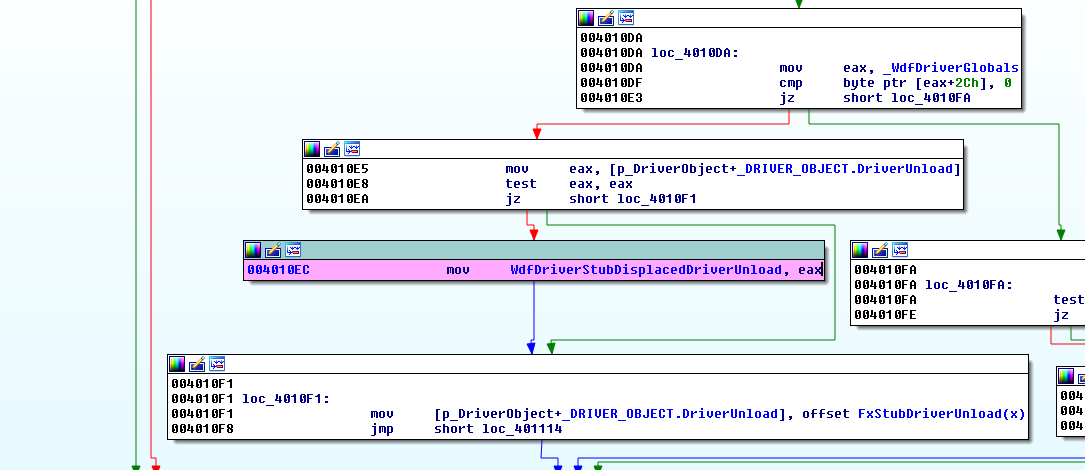 004010DA
004010DA loc_4010DA:
004010DA mov eax, _WdfDriverGlobals
004010DF cmp byte ptr [eax+2Ch], 0
004010E3 jz short loc_4010FA
004010E5 mov eax, [p_DriverObject+_DRIVER_OBJECT.DriverUnload]
004010E8 test eax, eax
004010EA jz short loc_4010F1
004010EC mov WdfDriverStubDisplacedDriverUnload, eax
004010FA
004010FA loc_4010FA:
004010FA test
004010FE jz
004010F1
004010F1 loc_4010F1:
004010F1 mov [p_DriverObject+_DRIVER_OBJECT.DriverUnload], offset FxStubDriverUnload(x)
004010F8 jmp short loc_401114
004
004
004